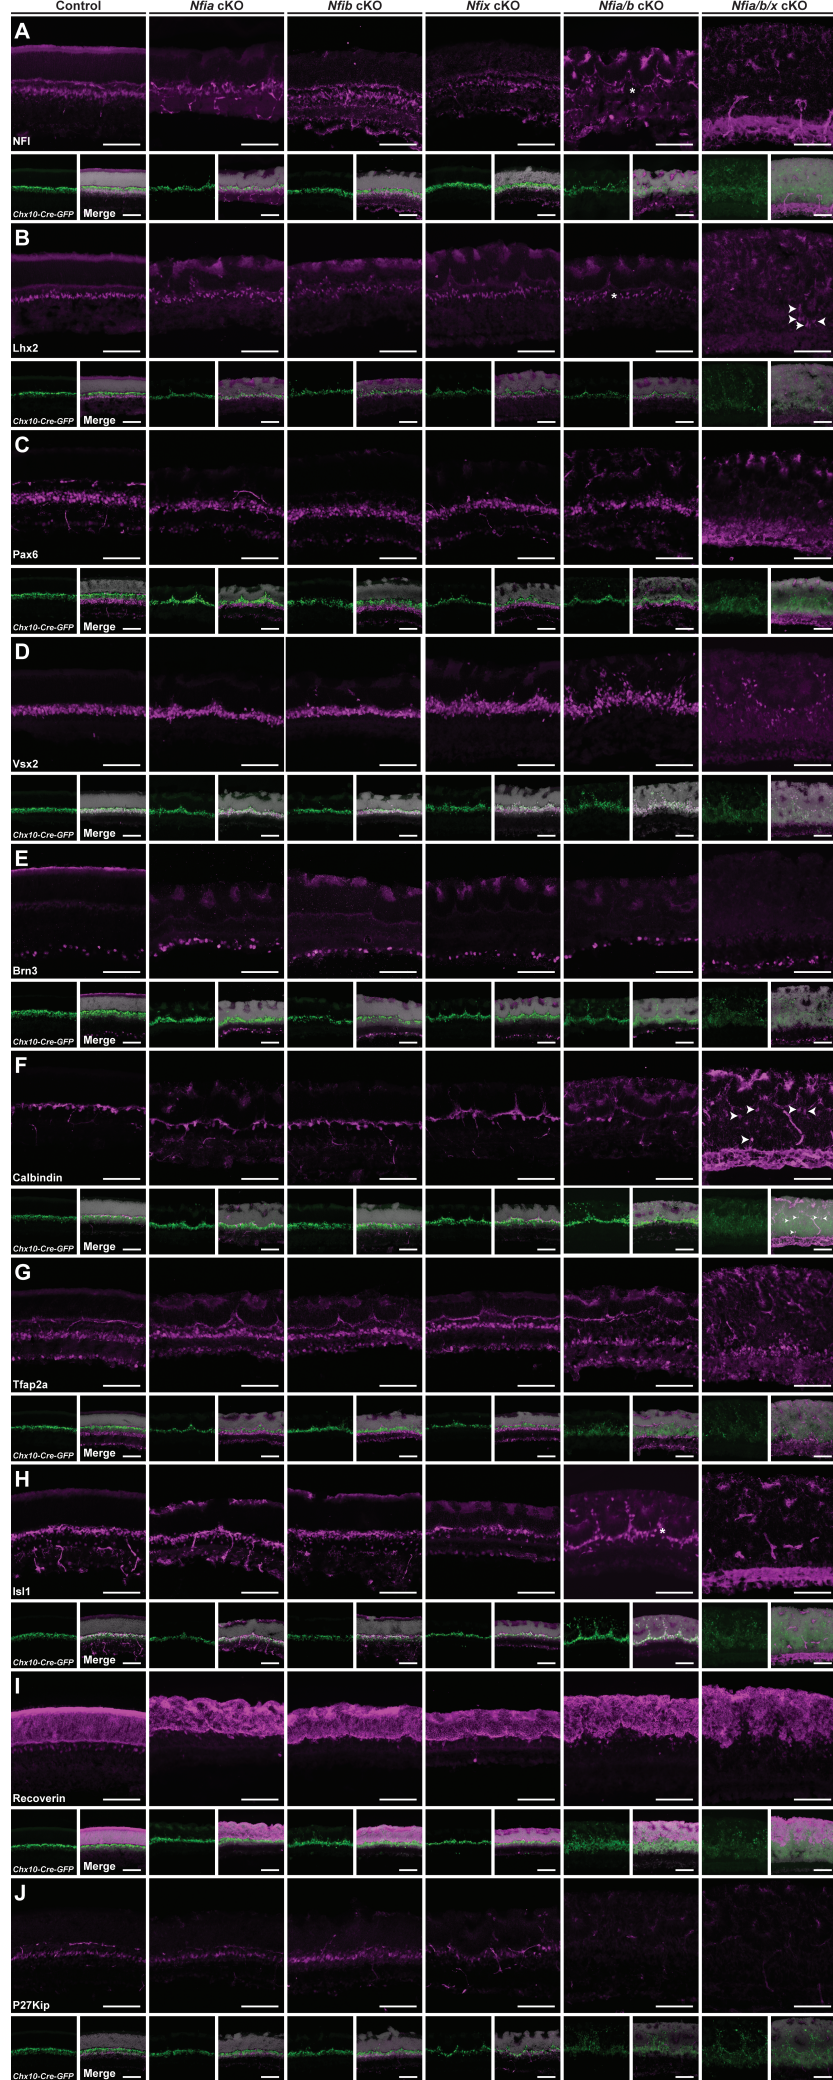 Control Nfia cKO Nfib cKO Nfix cKO Nfia/b cKO Nfia/b/x cKO
A
NFI
Chx10-Cre-GFP Merge
B
Lhx2
Chx10-Cre-GFP Merge
C
Pax6
Chx10-Cre-GFP Merge
D
Vsx2
Chx10-Cre-GFP Merge
E
Brn3
Chx10-Cre-GFP Merge
F
Calbindin
Chx10-Cre-GFP Merge
G
Tfap2a
Chx10-Cre-GFP Merge
H
Isl1
Chx10-Cre-GFP Merge
I
Recoverin
Chx10-Cre-GFP Merge
J
P27Kip
Chx10-Cre-GFP Merge